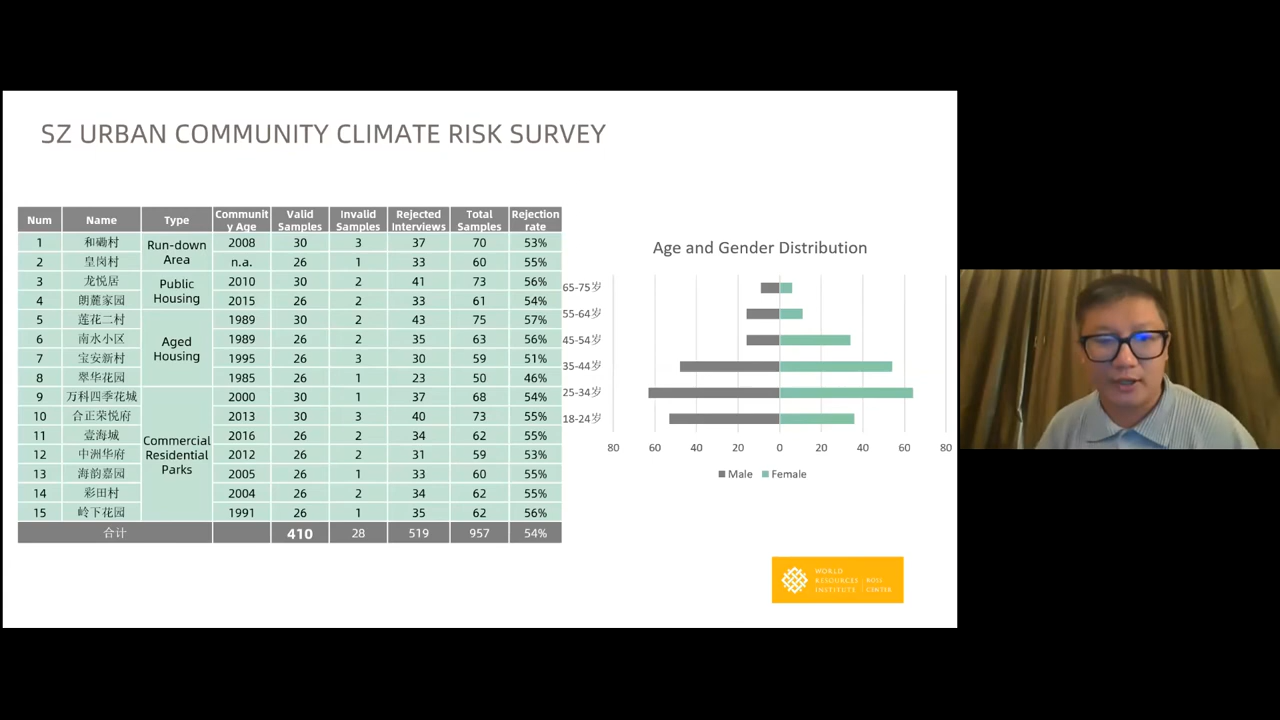 SZ URBAN COMMUNITY CLIMATE RISK SURVEY
Num Name Type Communit y Age Valid Samples Invalid Samples Rejected Interviews Total Samples Rejection rate
1 和磡村 Run-down Area 2008 30 3 37 70 53%
2 皇岗村 n.a. 26 1 33 60 55%
3 龙悦居 Public Housing 2010 30 2 41 73 56%
4 朗麓家园 2015 26 2 33 61 54%
5 莲花二村 Aged Housing 1989 30 2 43 75 57%
6 南水小区 1989 26 2 35 63 56%
7 宝安新村 1995 26 3 30 59 51%
8 翠华花园 1985 26 1 23 50 46%
9 万科四季花城 Commercial Residential Parks 2000 30 1 37 68 54%
10 合正荣悦府 2013 30 3 40 73 55%
11 壹海城 2016 26 2 34 62 55%
12 中洲华府 2012 26 2 31 59 53%
13 海韵嘉园 2005 26 1 33 60 55%
14 彩田村 2004 26 2 34 62 55%
15 岭下花园 1991 26 1 35 62 56%
合计 410 28 519 957 54%
Age and Gender Distribution
65-75岁
55-64岁
45-54岁
35-44岁
25-34岁
18-24岁
80 60 40 20 0 20 40 60 80
Male Female
WORLD
RESOURCES
INSTITUTE
ROSS
CENTER